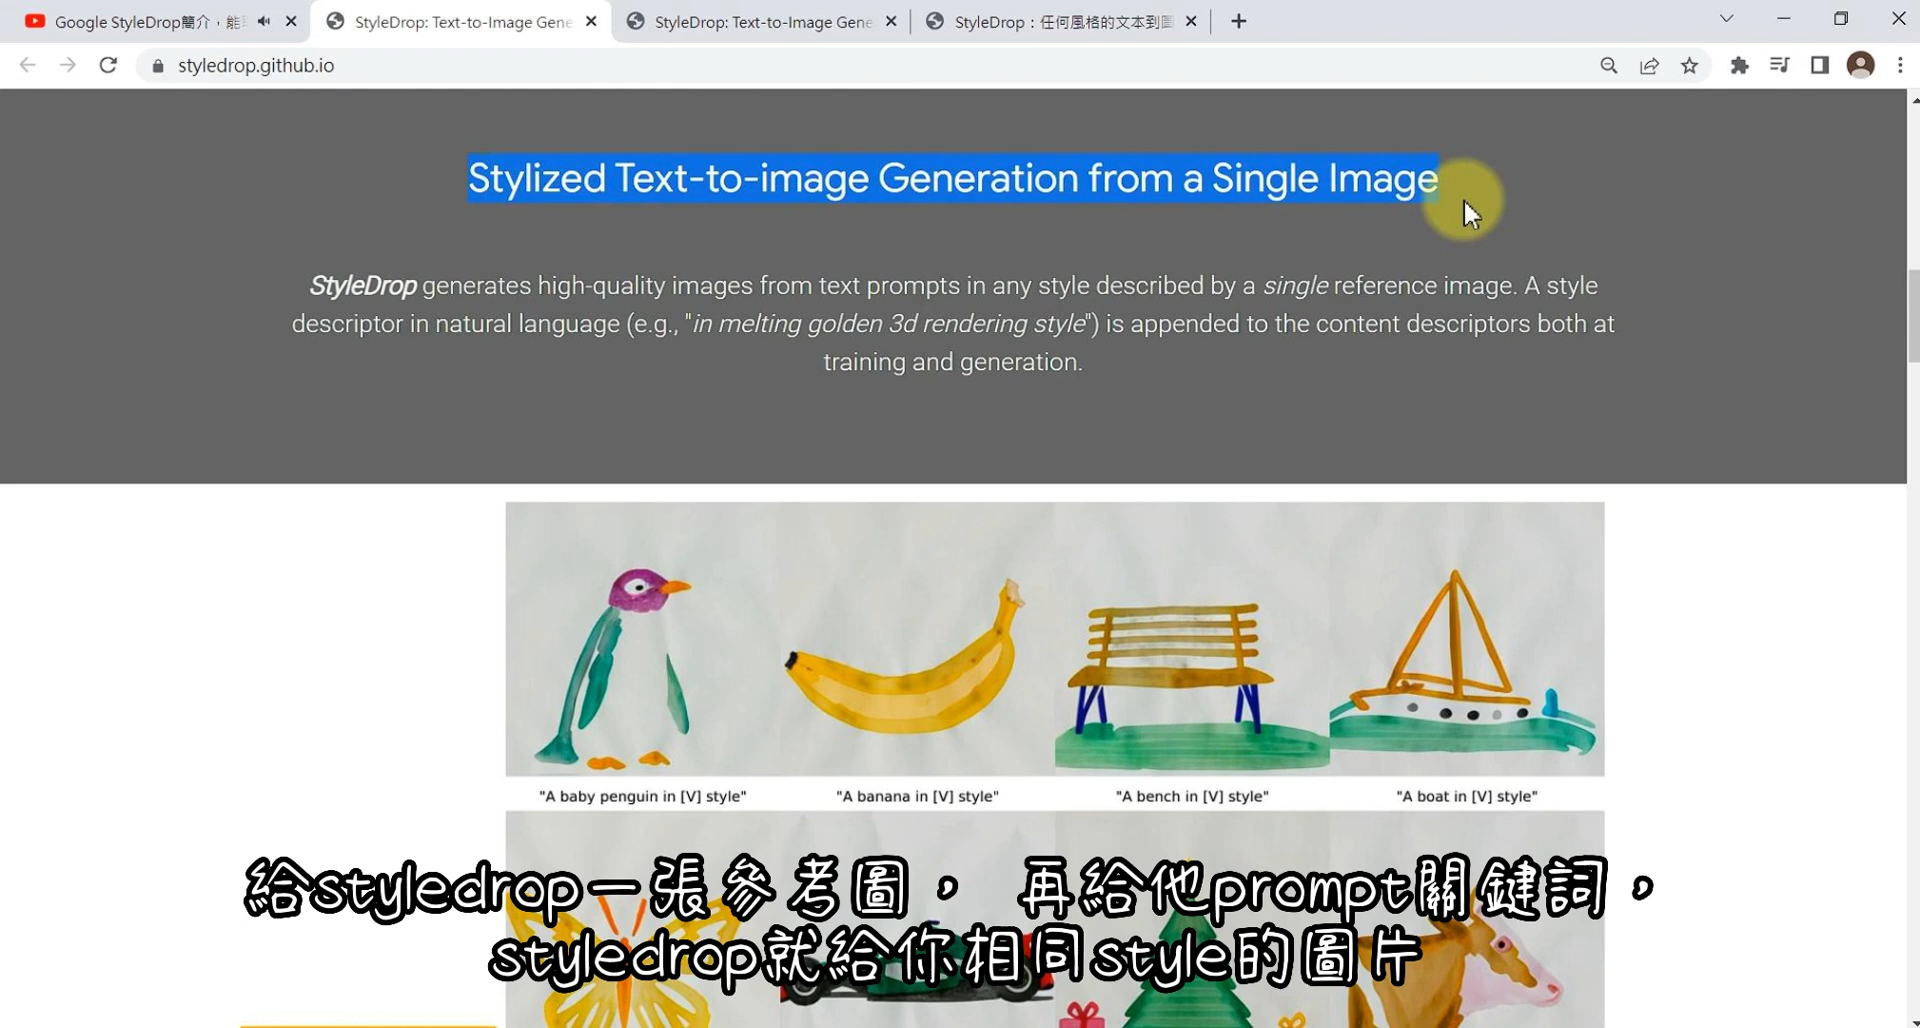 Google StyleDrop簡介，能
StyleDrop: Text-to-Image Gene
StyleDrop: Text-to-Image Gene
StyleDrop：任何風格的文本到圖
styledrop.github.io
Stylized Text-to-image Generation from a Single Image
StyleDrop generates high-quality images from text prompts in any style described by a single reference image. A style
descriptor in natural language (e.g., "in melting golden 3d rendering style") is appended to the content descriptors both at
training and generation.
"A baby penguin in [V] style"
"A banana in [V] style"
"A bench in [V] style"
"A boat in [V] style"
給styledrop一張參考圖， 再給他prompt關鍵詞，
styledrop就給你相同style的圖片